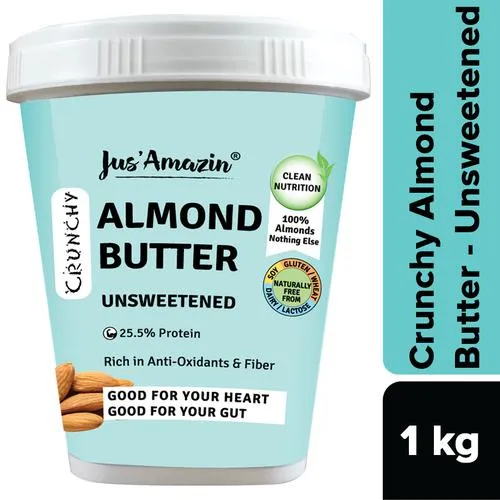 Jus'Amazin®
CRUNCHY
ALMOND
BUTTER
UNSWEETENED
25.5% Protein
Rich in Anti-Oxidants & Fiber
GOOD FOR YOUR HEART
GOOD FOR YOUR GUT
CLEAN
NUTRITION
100%
Almonds
Nothing Else
SOY GLUTEN/WHEAT
NATURALLY
FREE
FROM
DAIRY/LACTOSE
Crunchy Almond
Butter - Unsweetened
1 kg